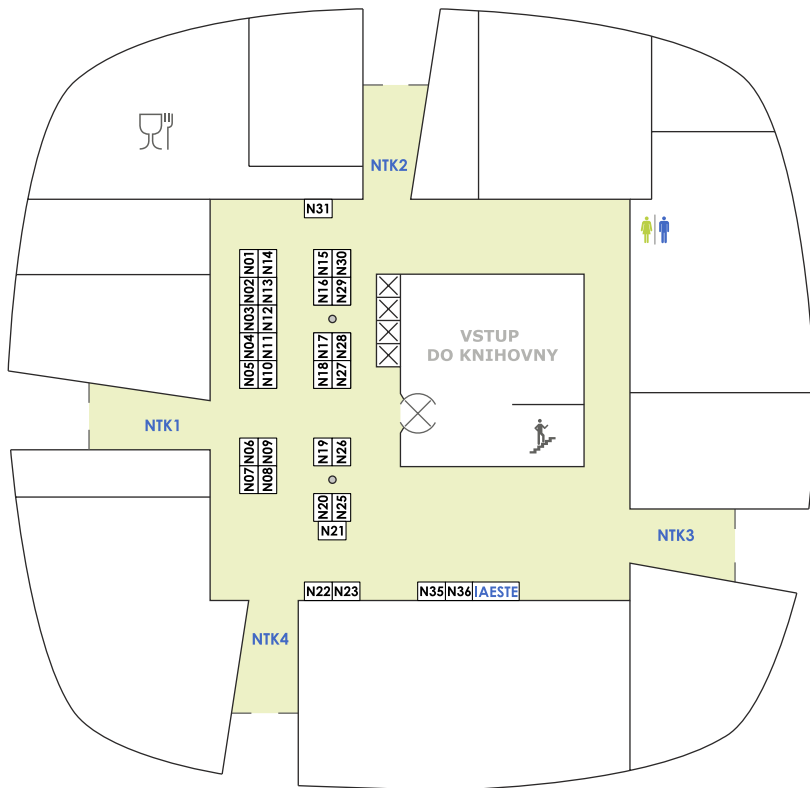 NTK2
N31
N01 N14 N15 N30
N02 N13 N16 N29
N03 N12
N04 N11 N17 N28
N05 N10 N18 N27
VSTUP
DO KNIHOVNY
NTK1
N06 N09 N19 N26
N07 N08
N20 N25
N21
NTK3
N22 N23 N35 N36 IAESTE
NTK4